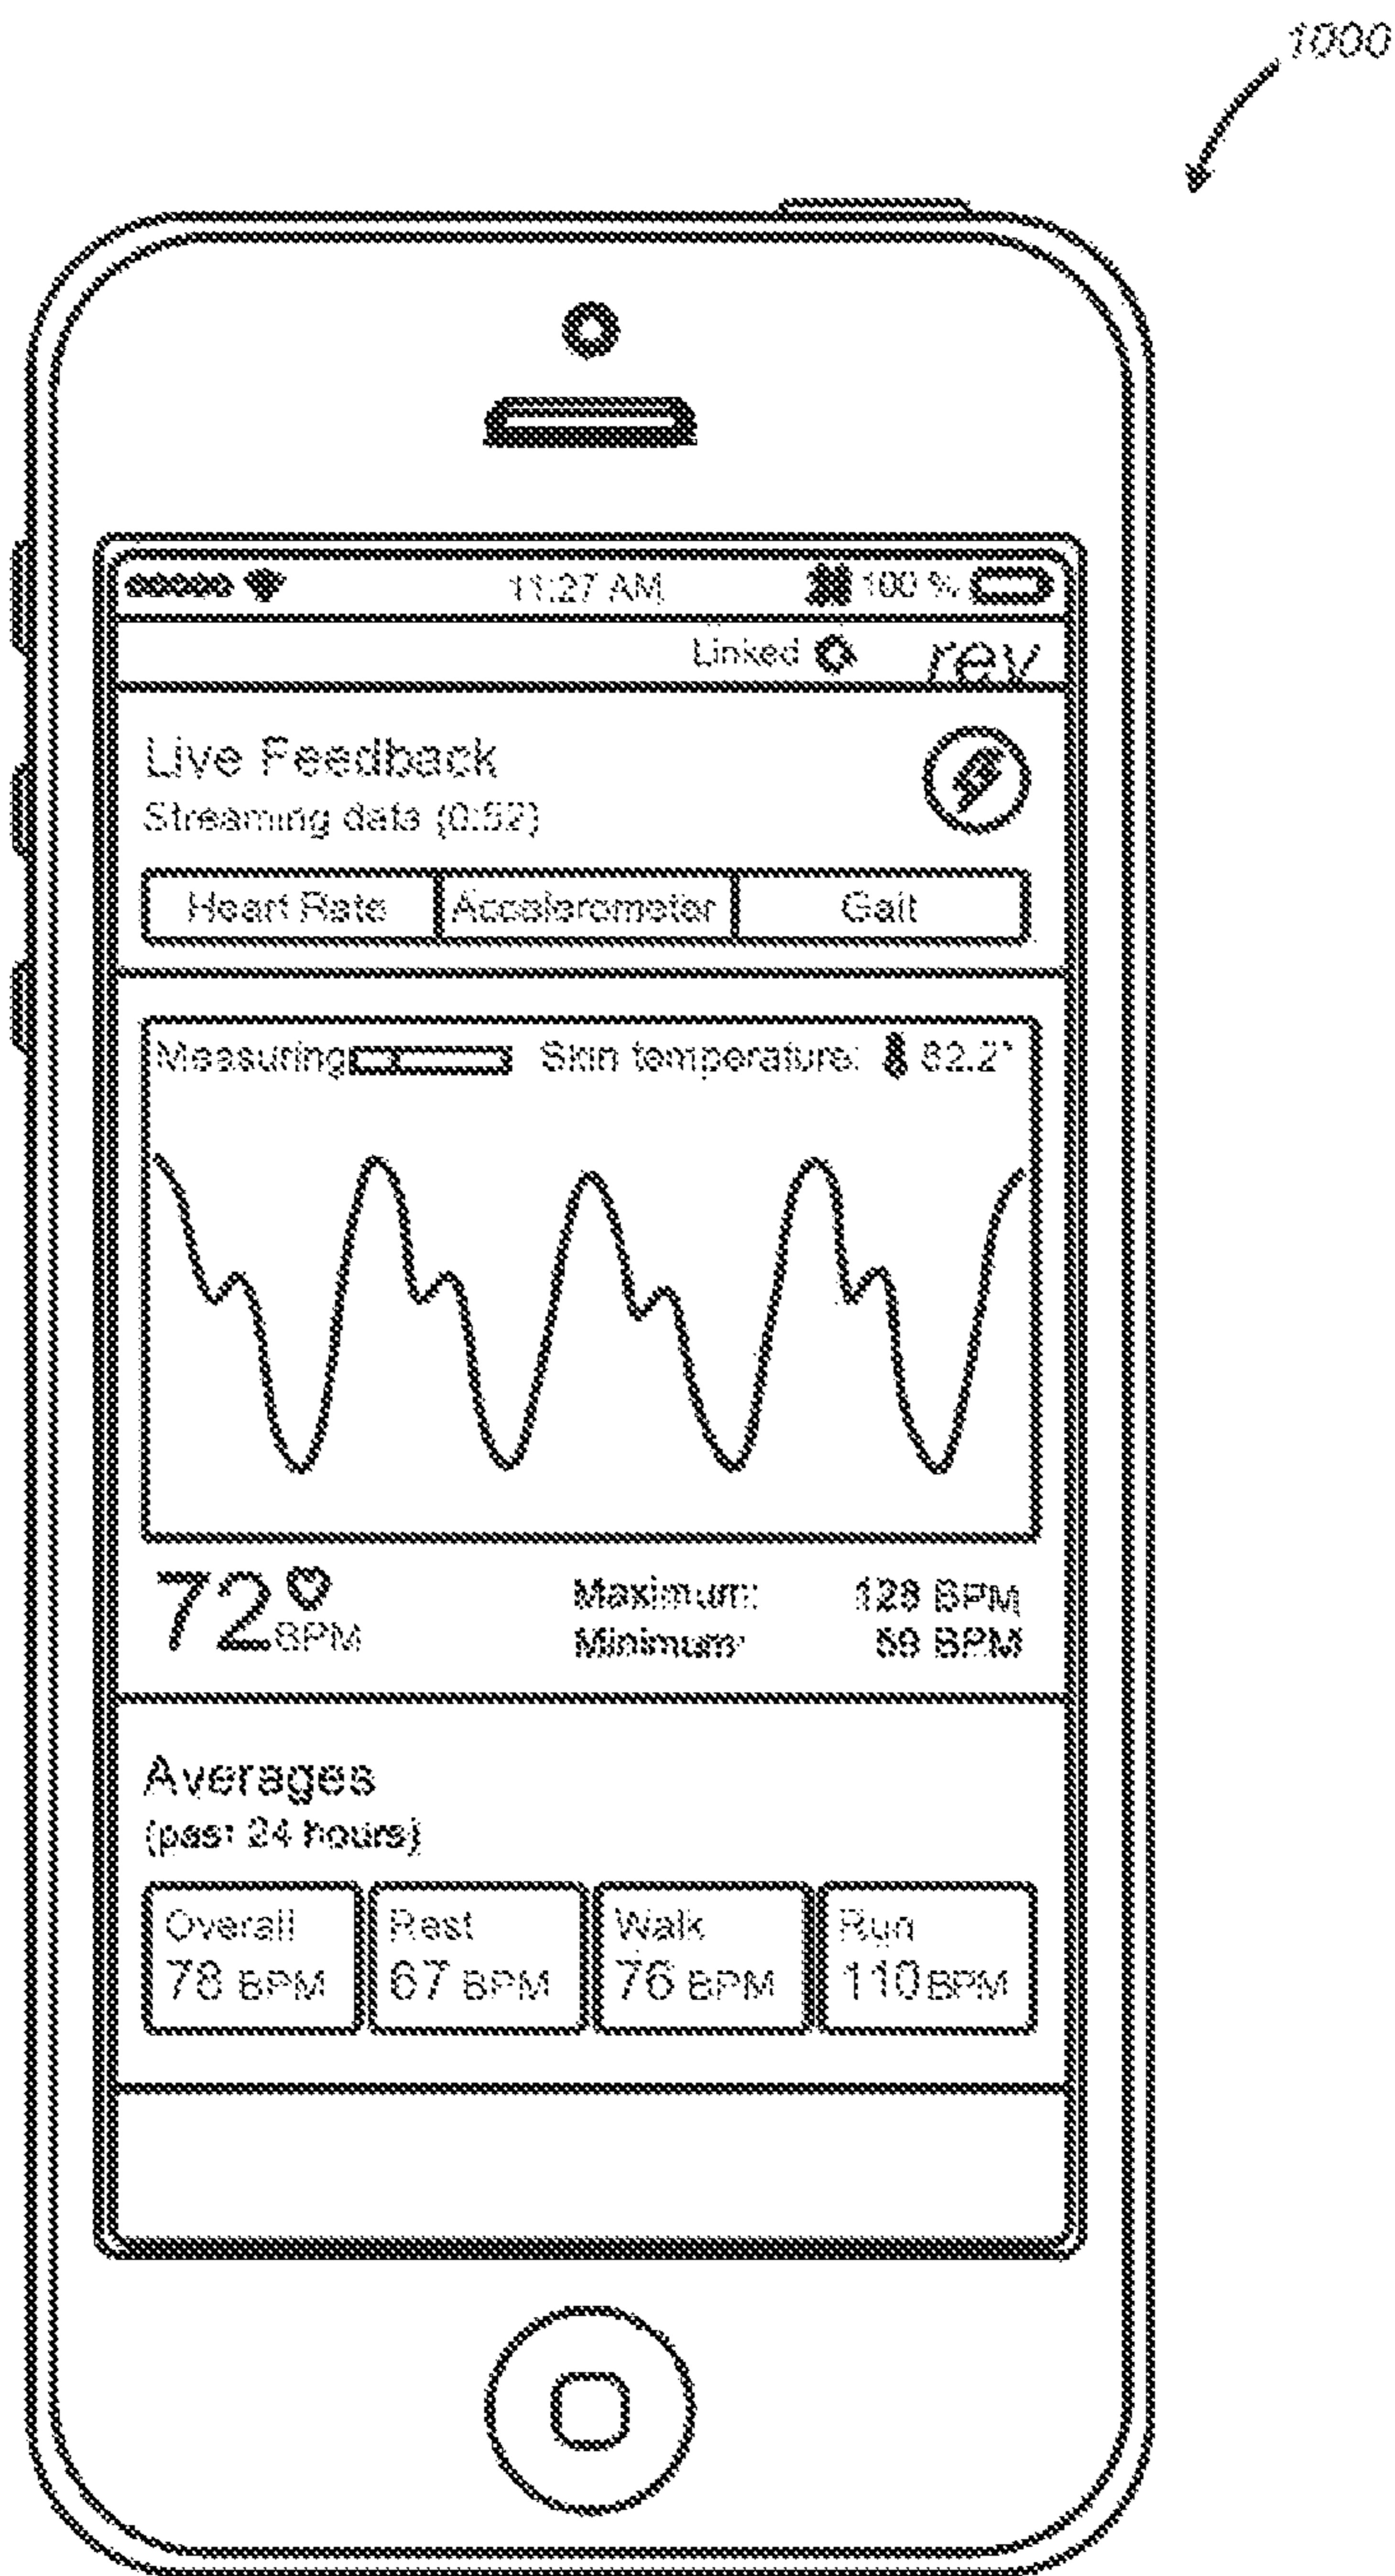 1000
11:27 AM 100 %
Linked rev
Live Feedback
Streaming data (0:52)
Heart Rate Accelerometer Gait
Measuring Skin temperature: 82.2°
72 BPM
Maximum: 128 BPM
Minimum: 59 BPM
Averages
(past 24 hours)
Overall Rest Walk Run
78 BPM 67 BPM 76 BPM 110 BPM